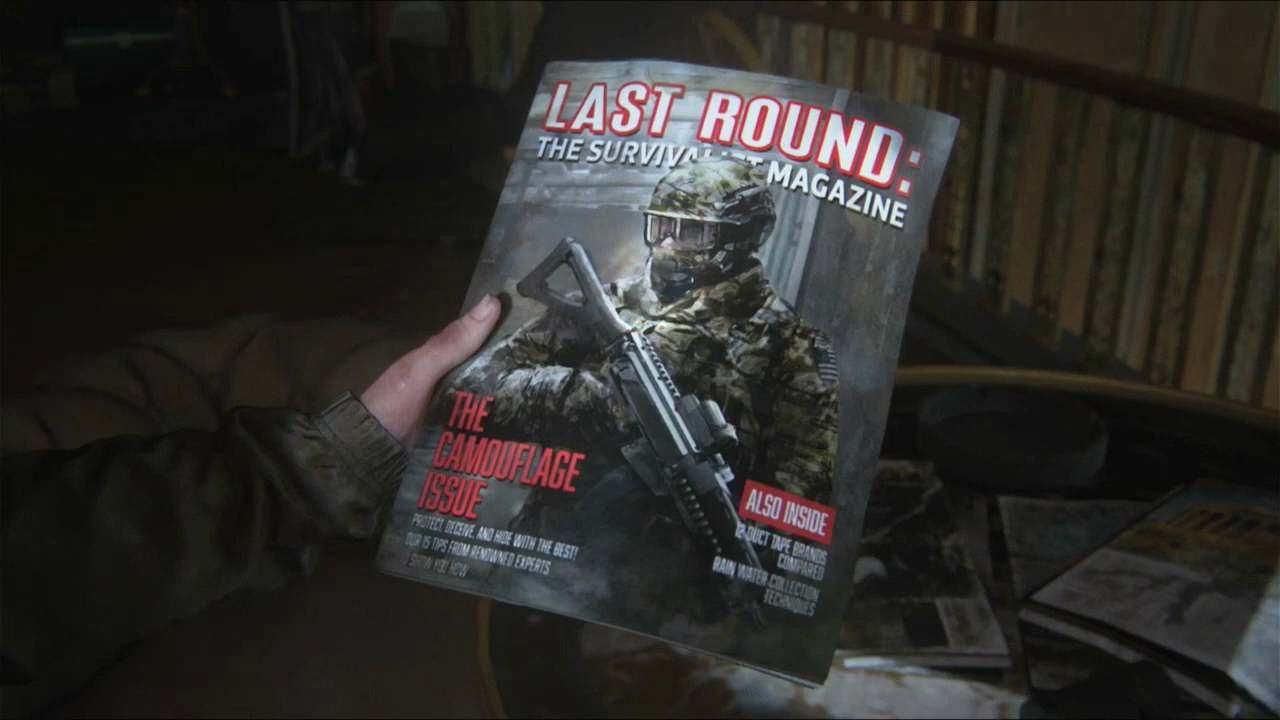 LAST ROUND:
THE SURVIVALIST MAGAZINE
THE
CAMOUFLAGE
ISSUE
PROTECT, DECEIVE, AND HIDE WITH THE BEST!
OUR 15 TIPS FROM RENOWNED EXPERTS
SHOW YOU HOW
ALSO INSIDE
12 DUCT TAPE BRANDS
COMPARED
RAIN WATER COLLECTION
TECHNIQUES